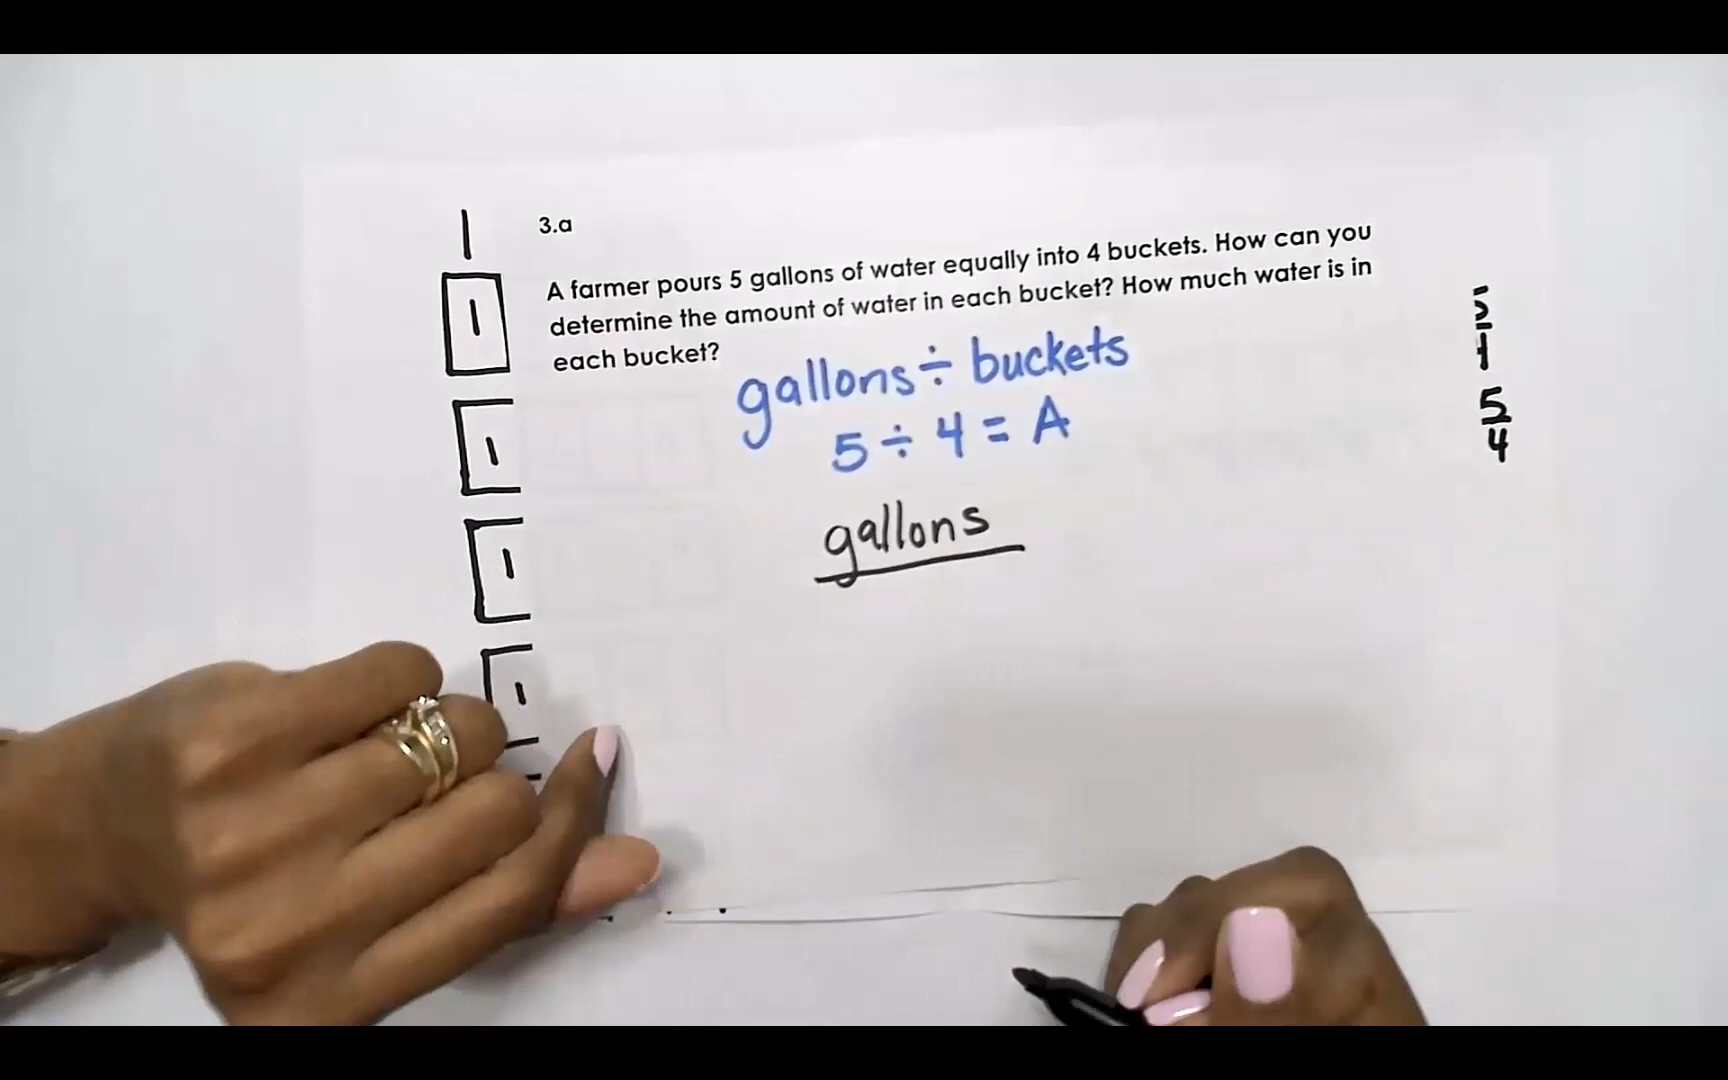 1
3.a
A farmer pours 5 gallons of water equally into 4 buckets. How can you
determine the amount of water in each bucket? How much water is in
each bucket?
gallons ÷ buckets
5 ÷ 4 = A
gallons
1
1
1
1
5
1
5
4